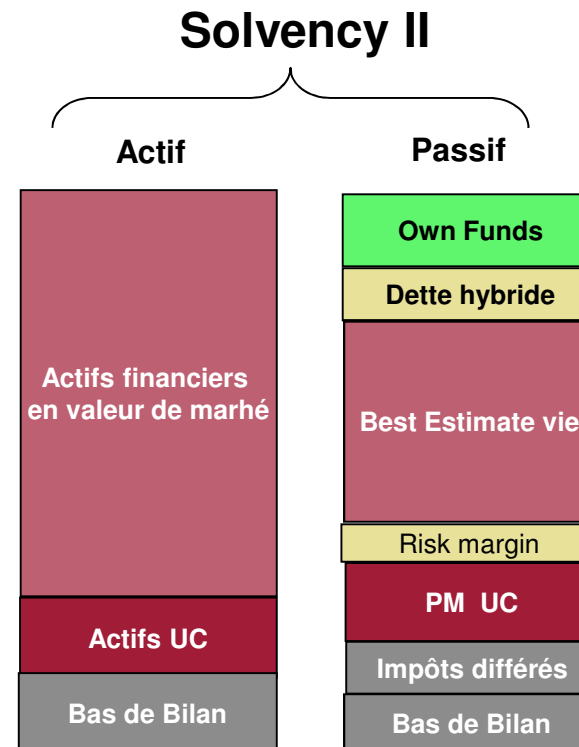 Solvency II
Actif
Passif
Actifs financiers
en valeur de marhé
Actifs UC
Bas de Bilan
Own Funds
Dette hybride
Best Estimate vie
Risk margin
PM UC
Impôts différés
Bas de Bilan